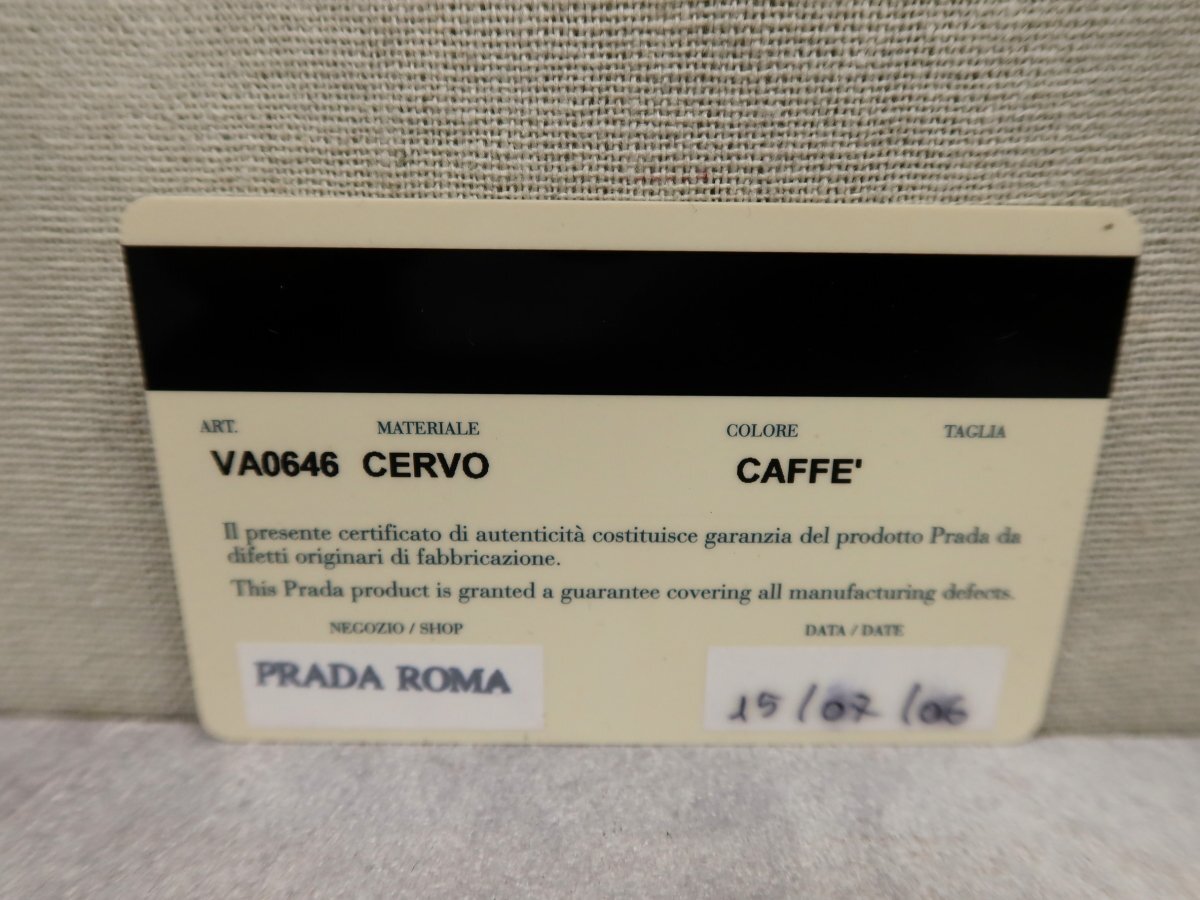 ART. MATERIALE COLORE TAGLIA
VA0646 CERVO CAFFE'
Il presente certificato di autenticità costituisce garanzia del prodotto Prada da
difetti originari di fabbricazione.
This Prada product is granted a guarantee covering all manufacturing defects.
NEGOZIO / SHOP DATA / DATE
PRADA ROMA 15/07/06